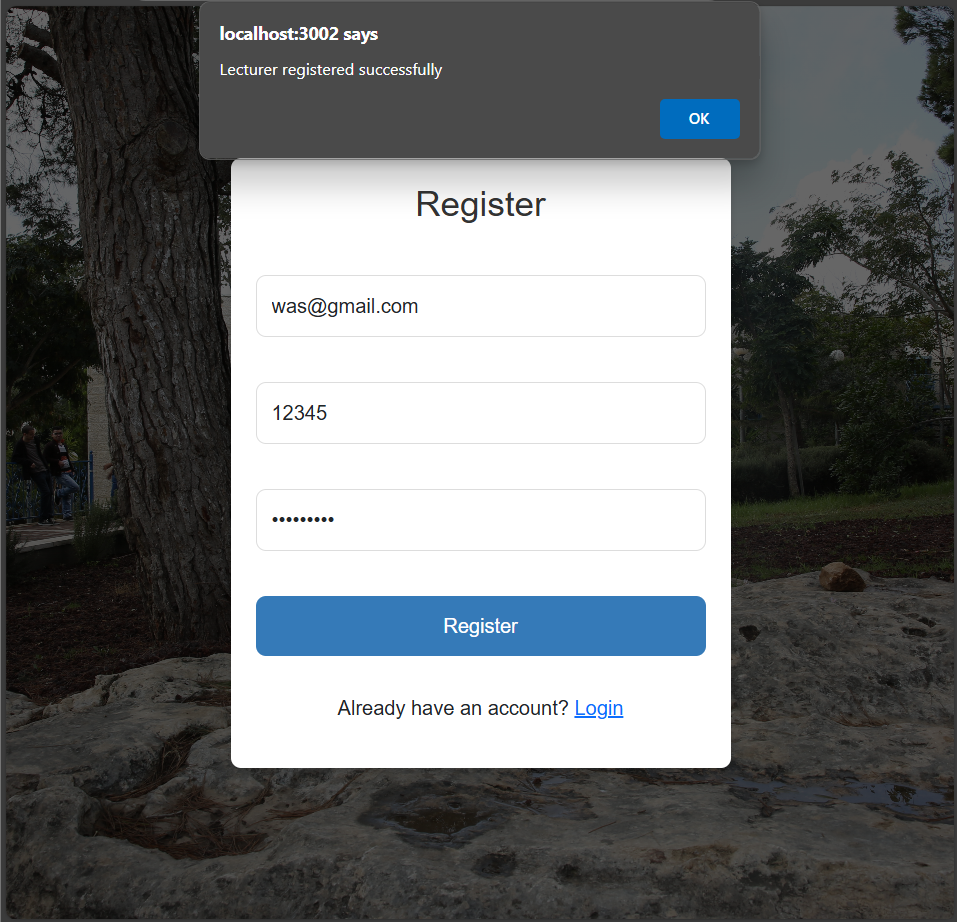 localhost:3002 says
Lecturer registered successfully
OK
Register
was@gmail.com
12345
•••••••••
Register
Already have an account? Login